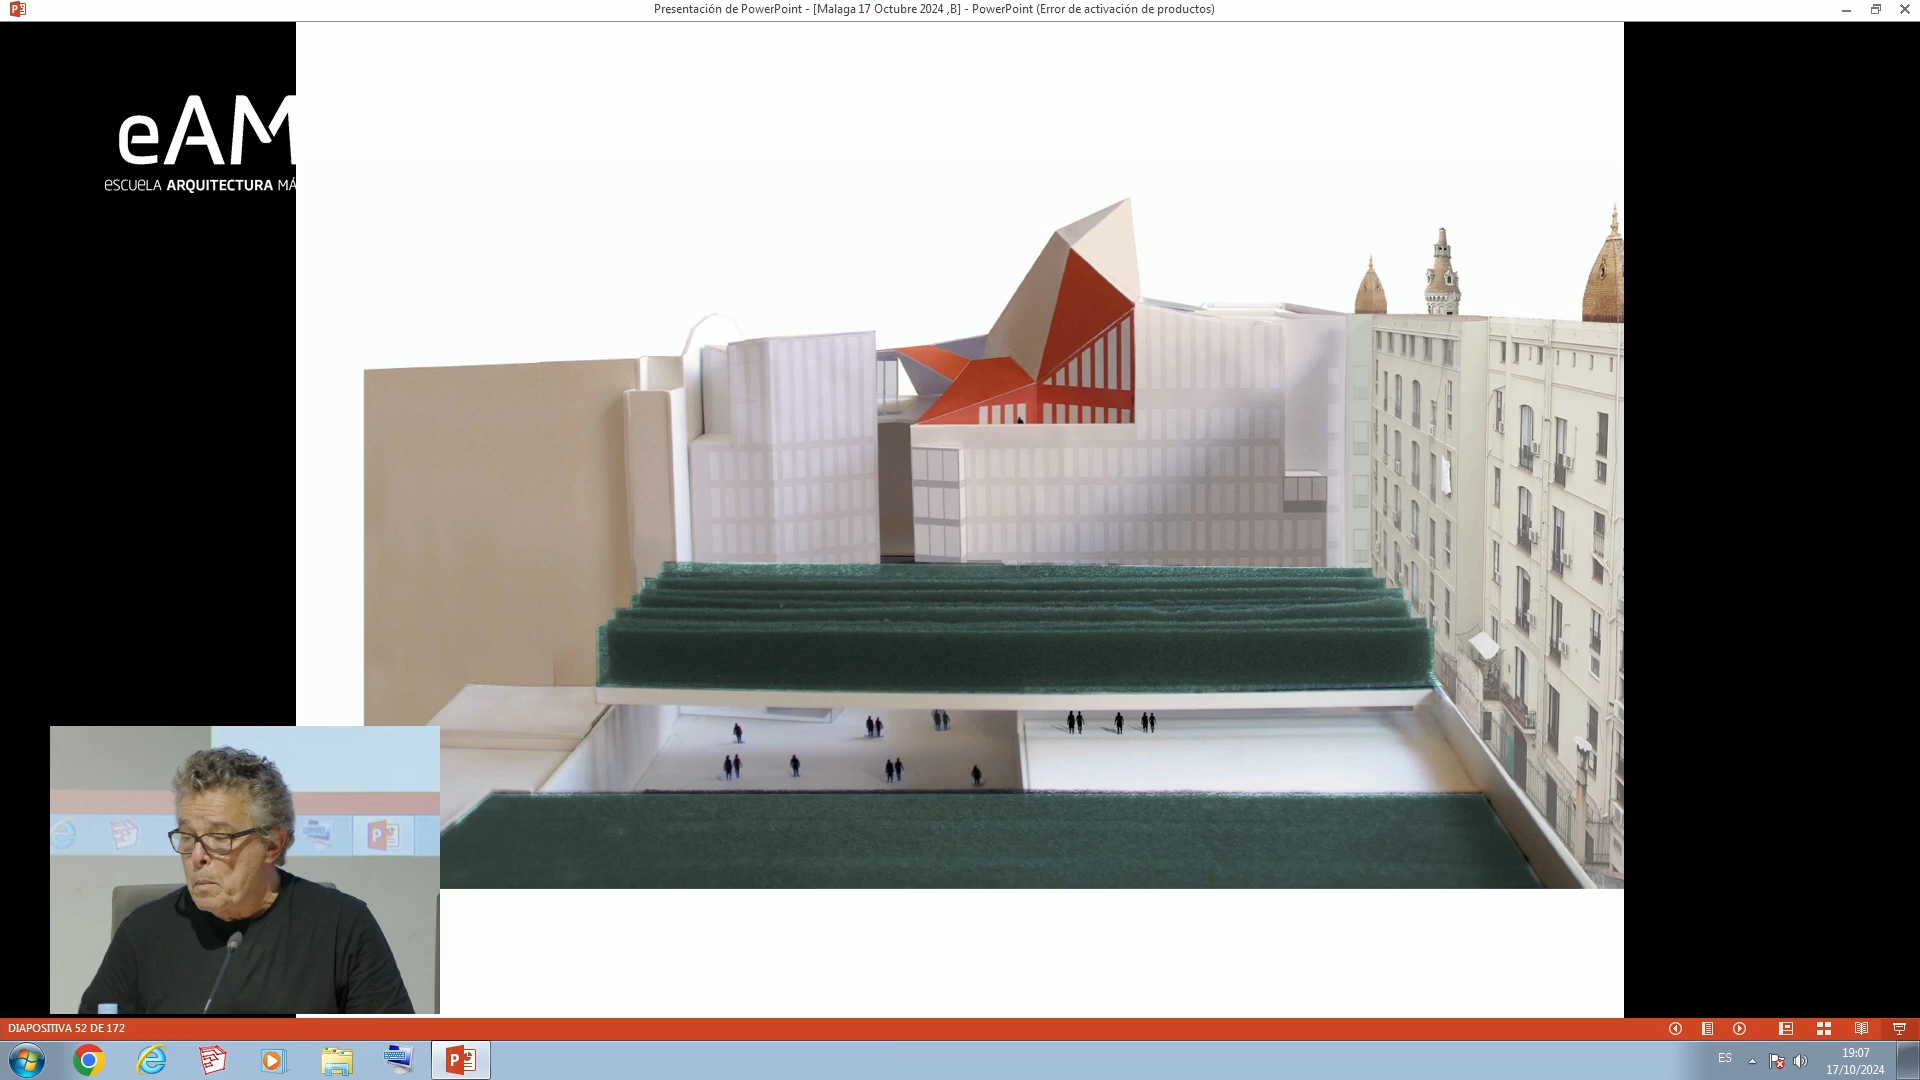 Presentación de PowerPoint - [Malaga 17 Octubre 2024 ,B] - PowerPoint (Error de activación de productos)
eAM
ESCUELA ARQUITECTURA MÁ
DIAPOSITIVA 52 DE 172
ES
19:07
17/10/2024